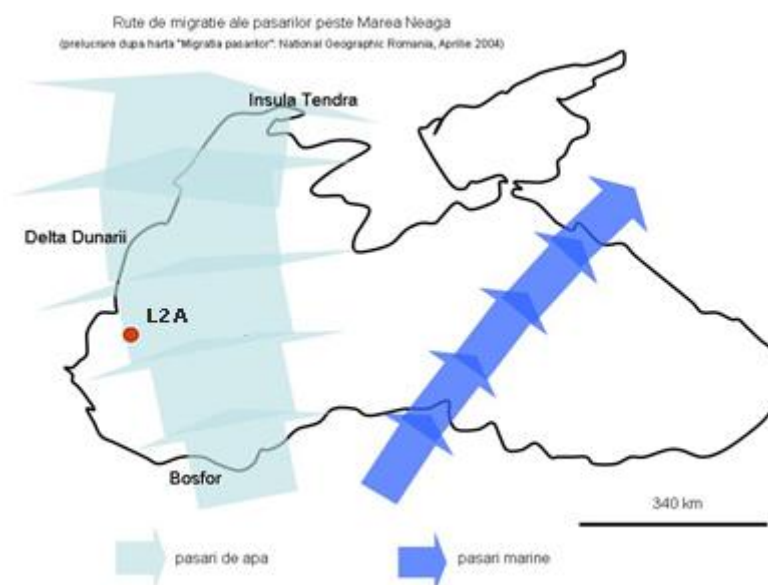 Rute de migratie ale pasarilor peste Marea Neaga
(prelucrare dupa harta "Migratia pasarilor": National Geographic Romania, Aprilie 2004)
Insula Tendra
Delta Dunarii
L2A
Bosfor
340 km
pasari de apa
pasari marine